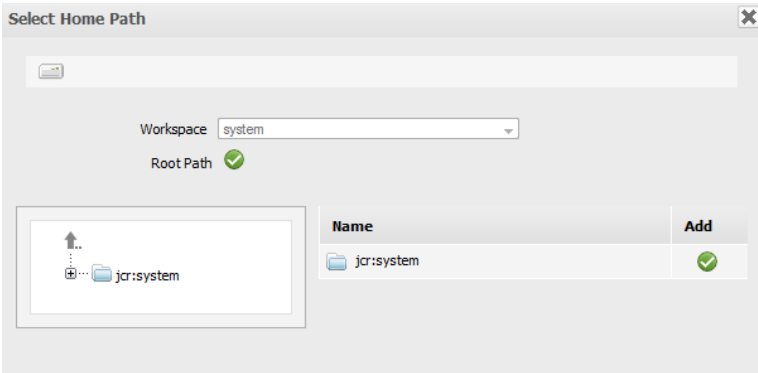 Select Home Path
Workspace system
Root Path
..
jcr:system
Name Add
jcr:system